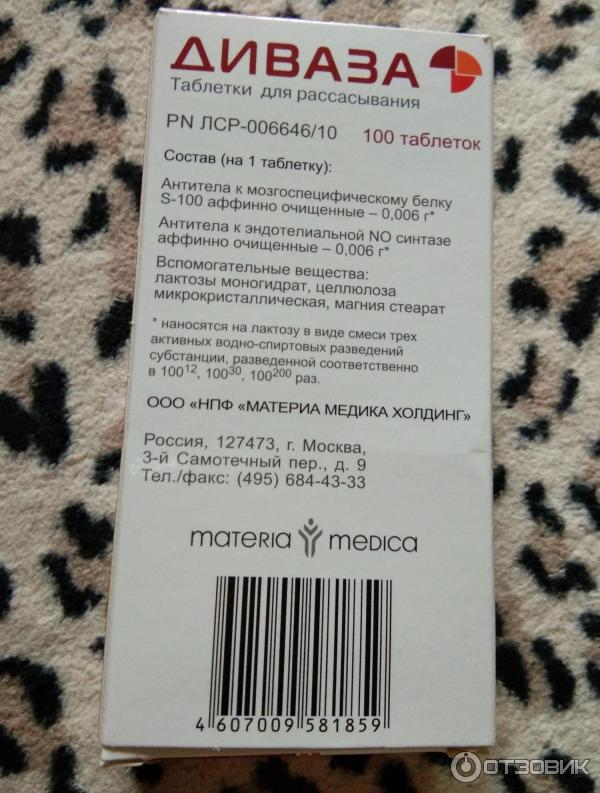 ДИВАЗА
Таблетки для рассасывания
PN ЛСР-006646/10 100 таблеток
Состав (на 1 таблетку):
Антитела к мозгоспецифическому белку
S-100 аффинно очищенные – 0,006 г*
Антитела к эндотелиальной NO синтазе
аффинно очищенные – 0,006 г*
Вспомогательные вещества:
лактозы моногидрат, целлюлоза
микрокристаллическая, магния стеарат
* наносятся на лактозу в виде смеси трех
активных водно-спиртовых разведений
субстанции, разведенной соответственно
в 100¹², 100³⁰, 100²⁰⁰ раз.
ООО «НПФ «МАТЕРИА МЕДИКА ХОЛДИНГ»
Россия, 127473, г. Москва,
3-й Самотечный пер., д. 9
Тел./факс: (495) 684-43-33
materia medica
4 607009 581859
ОТЗОВИК